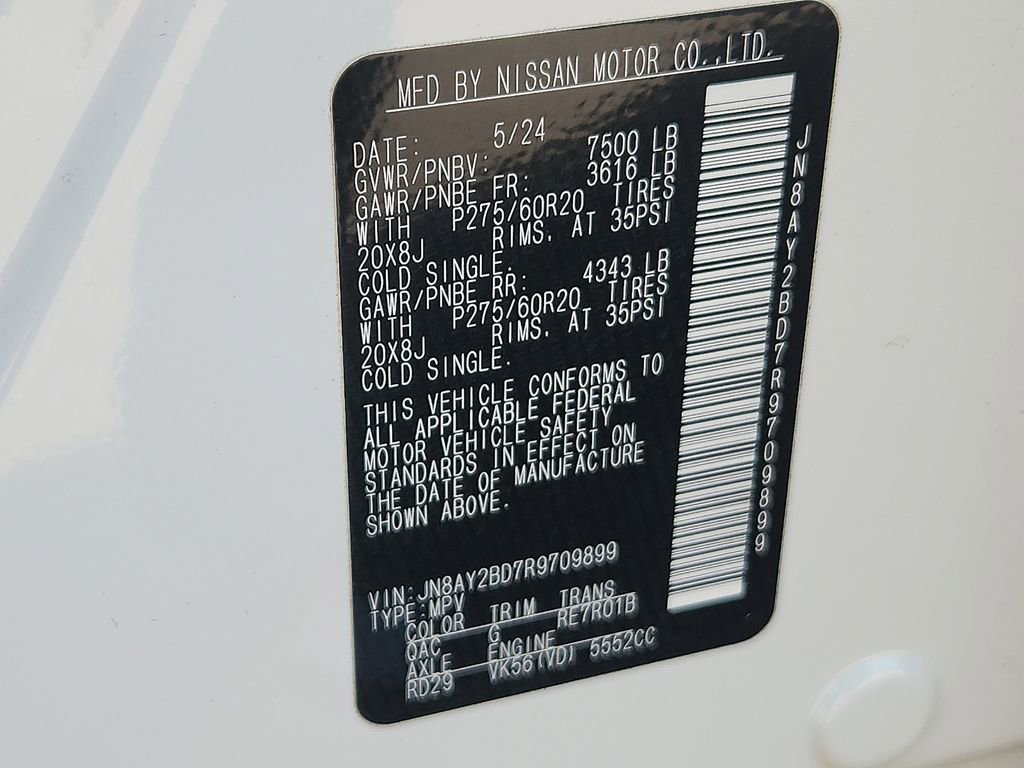 MFD BY NISSAN MOTOR CO.,LTD.
DATE: 5/24
GVWR/PNBV: 7500 LB
GAWR/PNBE FR: 3616 LB
WITH P275/60R20 TIRES
20X8J RIMS, AT 35PSI
COLD SINGLE.
GAWR/PNBE RR: 4343 LB
WITH P275/60R20 TIRES
20X8J RIMS, AT 35PSI
COLD SINGLE.
THIS VEHICLE CONFORMS TO
ALL APPLICABLE FEDERAL
MOTOR VEHICLE SAFETY
STANDARDS IN EFFECT ON
THE DATE OF MANUFACTURE
SHOWN ABOVE.
VIN:JN8AY2BD7R9709899
TYPE:MPV
COLOR TRIM TRANS
QAC G RE7R01B
AXLE ENGINE
RD29 VK56(VD) 5552CC
JN8AY2BD7R9709899